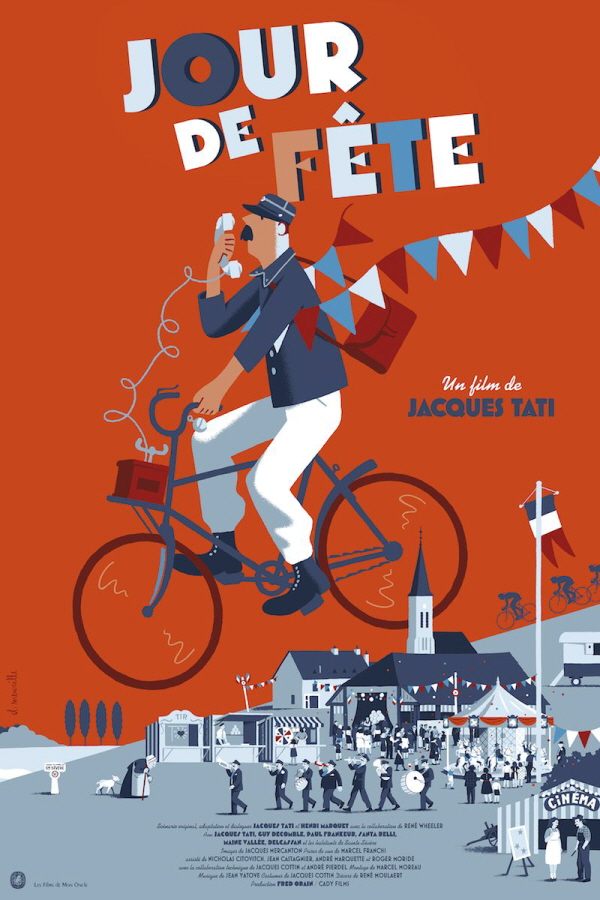 JOUR
DE FÊTE
Un film de
JACQUES TATI
TIR
CINÉMA
Scénario original, adaptation et dialogues JACQUES TATI et HENRI MARQUET avec la collaboration de RENÉ WHEELER
Avec JACQUES TATI, GUY DECOMBLE, PAUL FRANKEUR, SANTA RELLI,
MAINE VALLÉE, DELCASSAN et les habitants de Sainte-Sévère
Images de JACQUES MERCANTON Prises de vue de MARCEL FRANCHI
assisté de NICHOLAS CITOVITCH, JEAN CASTAGNIER, ANDRÉ MARQUETTE et ROGER MORIDE
avec la collaboration technique de JACQUES COTTIN et ANDRÉ PIERDEL Montage de MARCEL MOREAU
Musique de JEAN YATOVE Costumes de JACQUES COTTIN Décors de RENÉ MOULAERT
Production FRED ORAIN / CADY FILMS
Les Films de Mon Oncle